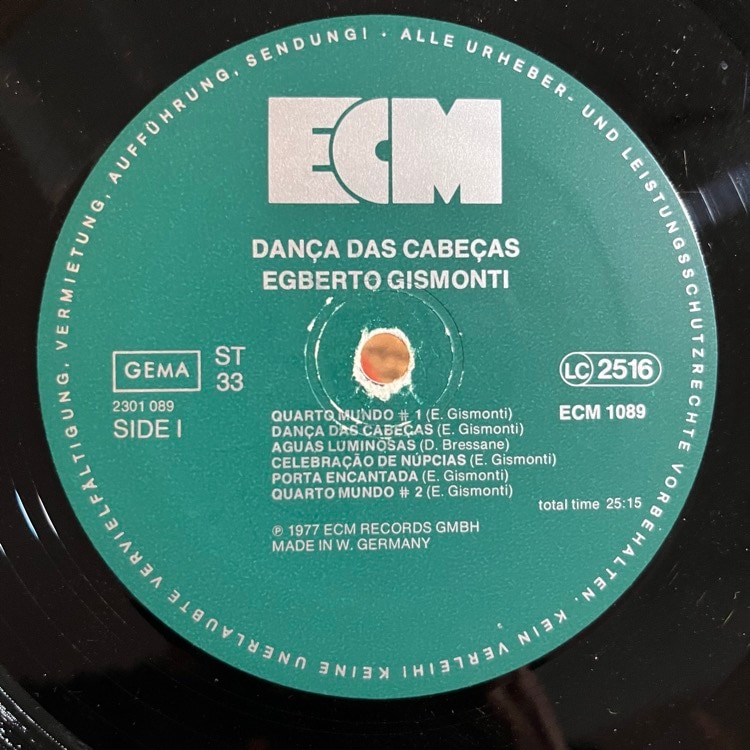 ALLE URHEBER- UND LEISTUNGSSCHUTZRECHTE VORBEHALTEN. KEIN VERLEIH! KEINE UNERLAUBTE VERVIELFÄLTIGUNG, VERMIETUNG, AUFFÜHRUNG, SENDUNG! ·
ECM
DANÇA DAS CABEÇAS
EGBERTO GISMONTI
GEMA
ST
33
2301 089
SIDE I
LC 2516
ECM 1089
QUARTO MUNDO # 1 (E. Gismonti)
DANÇA DAS CABEÇAS (E. Gismonti)
AGUAS LUMINOSAS (D. Bressane)
CELEBRAÇÃO DE NÚPCIAS (E. Gismonti)
PORTA ENCANTADA (E. Gismonti)
QUARTO MUNDO # 2 (E. Gismonti)
total time 25:15
℗ 1977 ECM RECORDS GMBH
MADE IN W. GERMANY